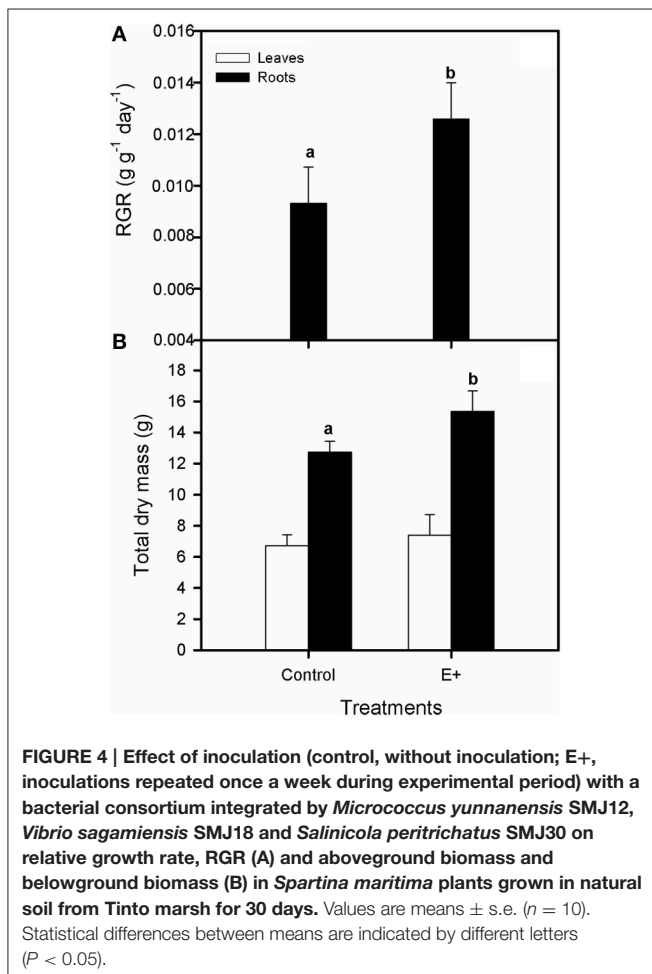 A
0.016
Leaves
Roots
b
0.014
0.012
a
RGR (g g⁻¹ day⁻¹)
0.010
0.008
0.006
0.004
B
18
b
16
a
14
12
Total dry mass (g)
10
8
6
4
2
0
Control
E+
Treatments
FIGURE 4 | Effect of inoculation (control, without inoculation; E+,
inoculations repeated once a week during experimental period) with a
bacterial consortium integrated by Micrococcus yunnanensis SMJ12,
Vibrio sagamiensis SMJ18 and Salinicola peritrichatus SMJ30 on
relative growth rate, RGR (A) and aboveground biomass and
belowground biomass (B) in Spartina maritima plants grown in natural
soil from Tinto marsh for 30 days. Values are means ± s.e. (n = 10).
Statistical differences between means are indicated by different letters
(P < 0.05).